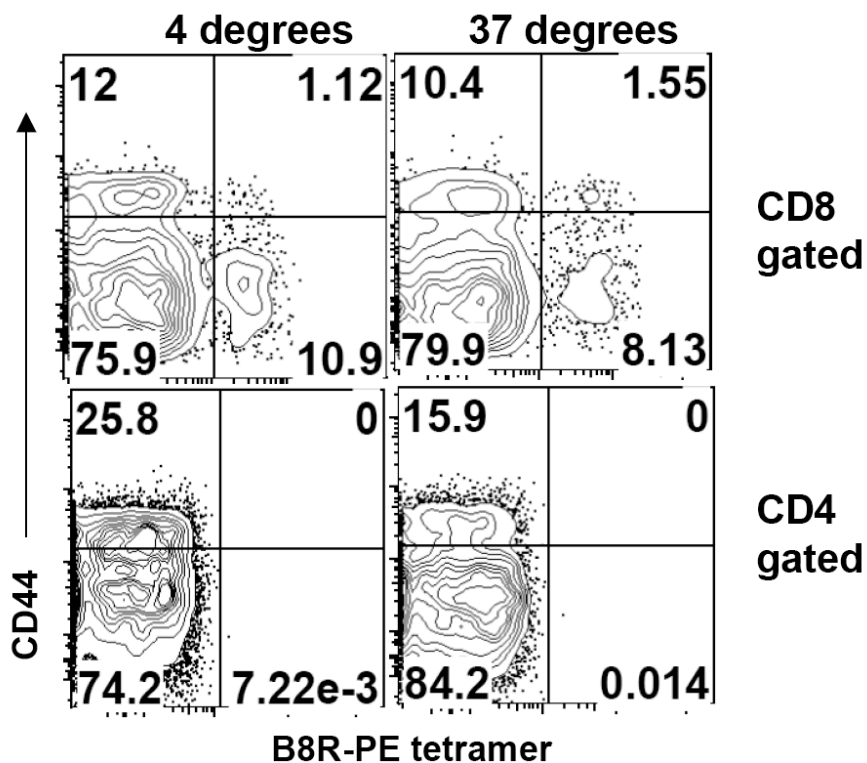 4 degrees 37 degrees
12 1.12 10.4 1.55
CD8
gated
75.9 10.9 79.9 8.13
25.8 0 15.9 0
CD4
gated
74.2 7.22e-3 84.2 0.014
CD44
B8R-PE tetramer